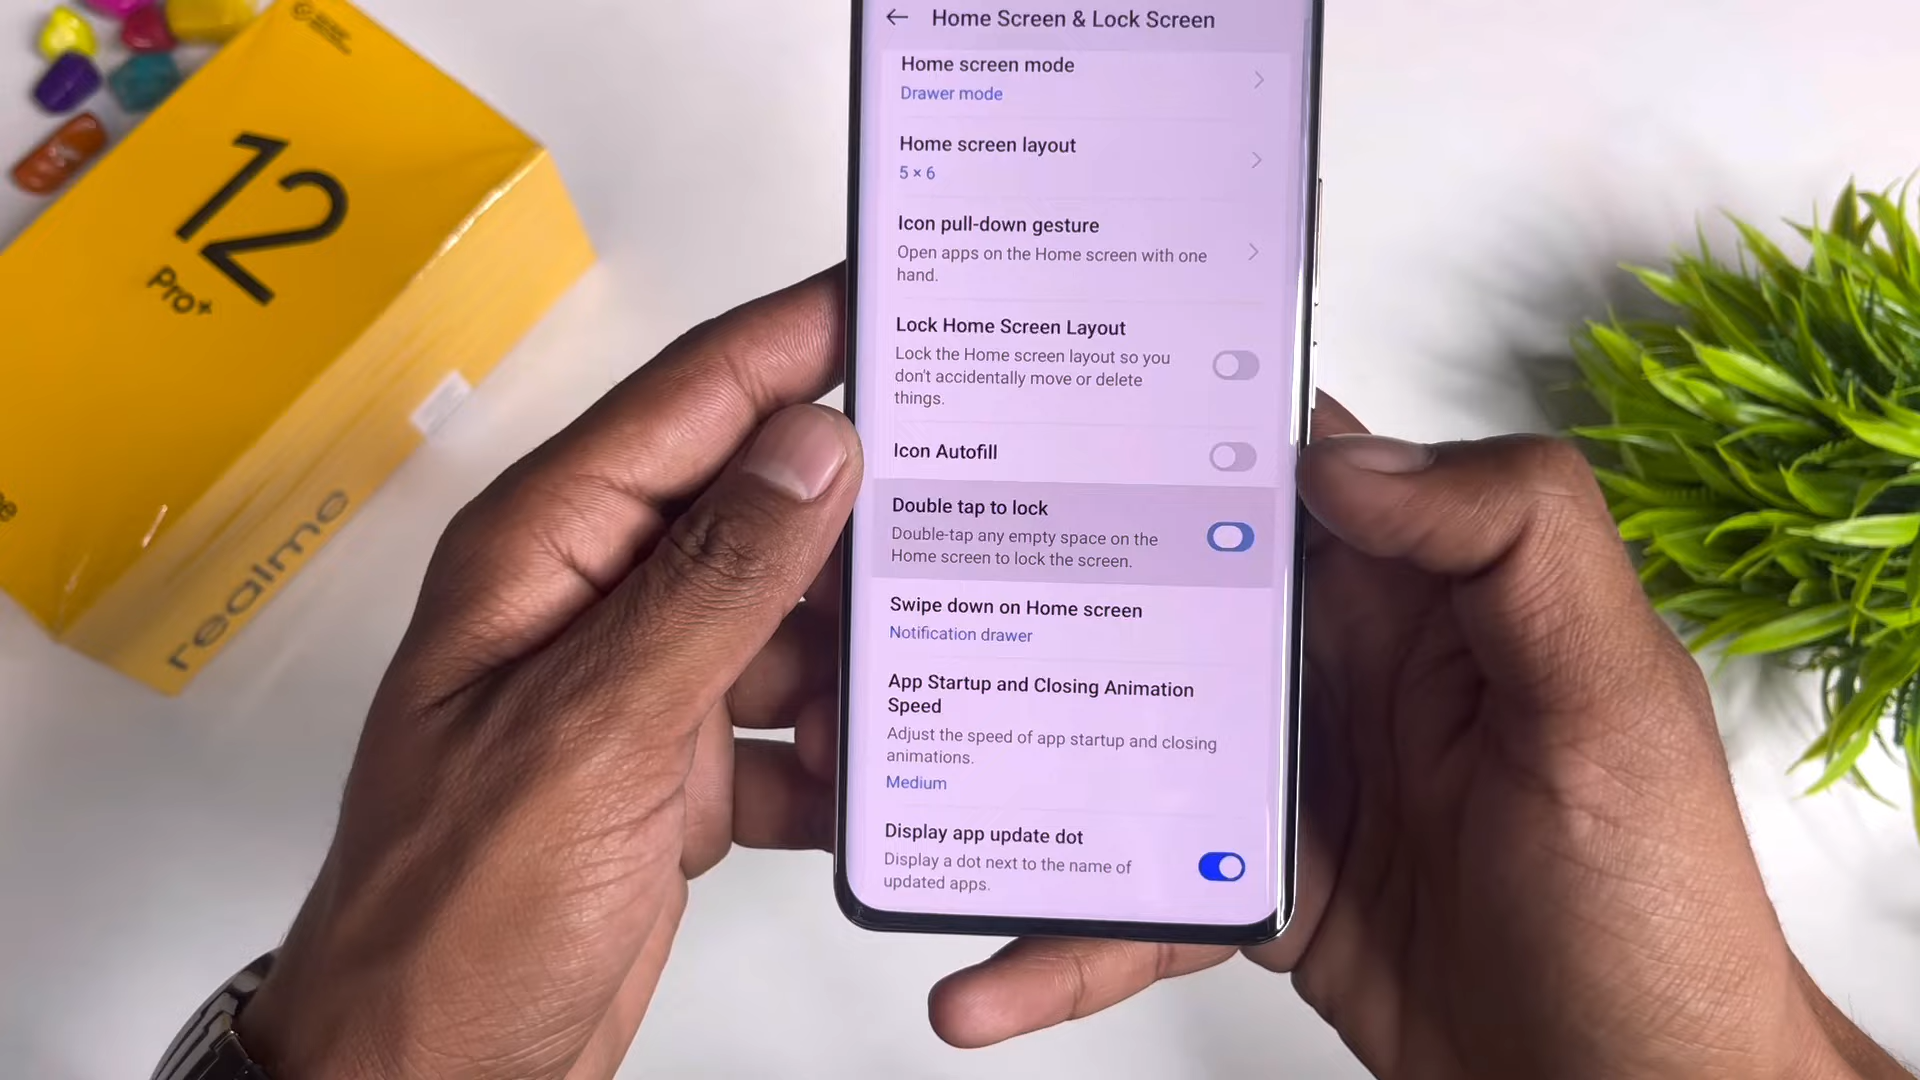 Home Screen & Lock Screen
Home screen mode
Drawer mode
Home screen layout
5 × 6
Icon pull-down gesture
Open apps on the Home screen with one
hand.
Lock Home Screen Layout
Lock the Home screen layout so you
don't accidentally move or delete
things.
Icon Autofill
Double tap to lock
Double-tap any empty space on the
Home screen to lock the screen.
Swipe down on Home screen
Notification drawer
App Startup and Closing Animation
Speed
Adjust the speed of app startup and closing
animations.
Medium
Display app update dot
Display a dot next to the name of
updated apps.
12
Pro+
realme